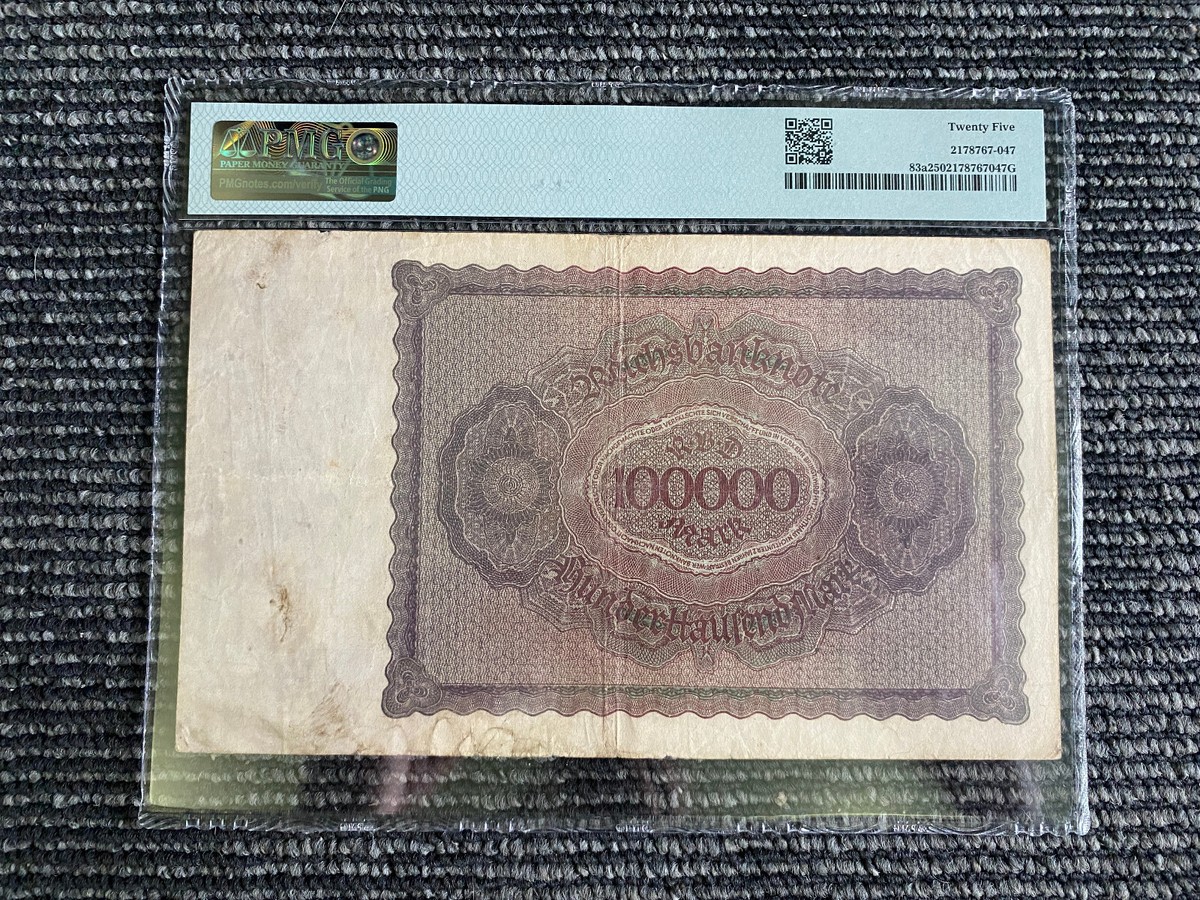 PMG
PAPER MONEY GUARANTY
PMGnotes.com/verify
The Official Grading
Service of the PNG
Twenty Five
2178767-047
83a2502178767047G
Reichsbanknote
RBD
100000
Mark
Hunderttausend Mark